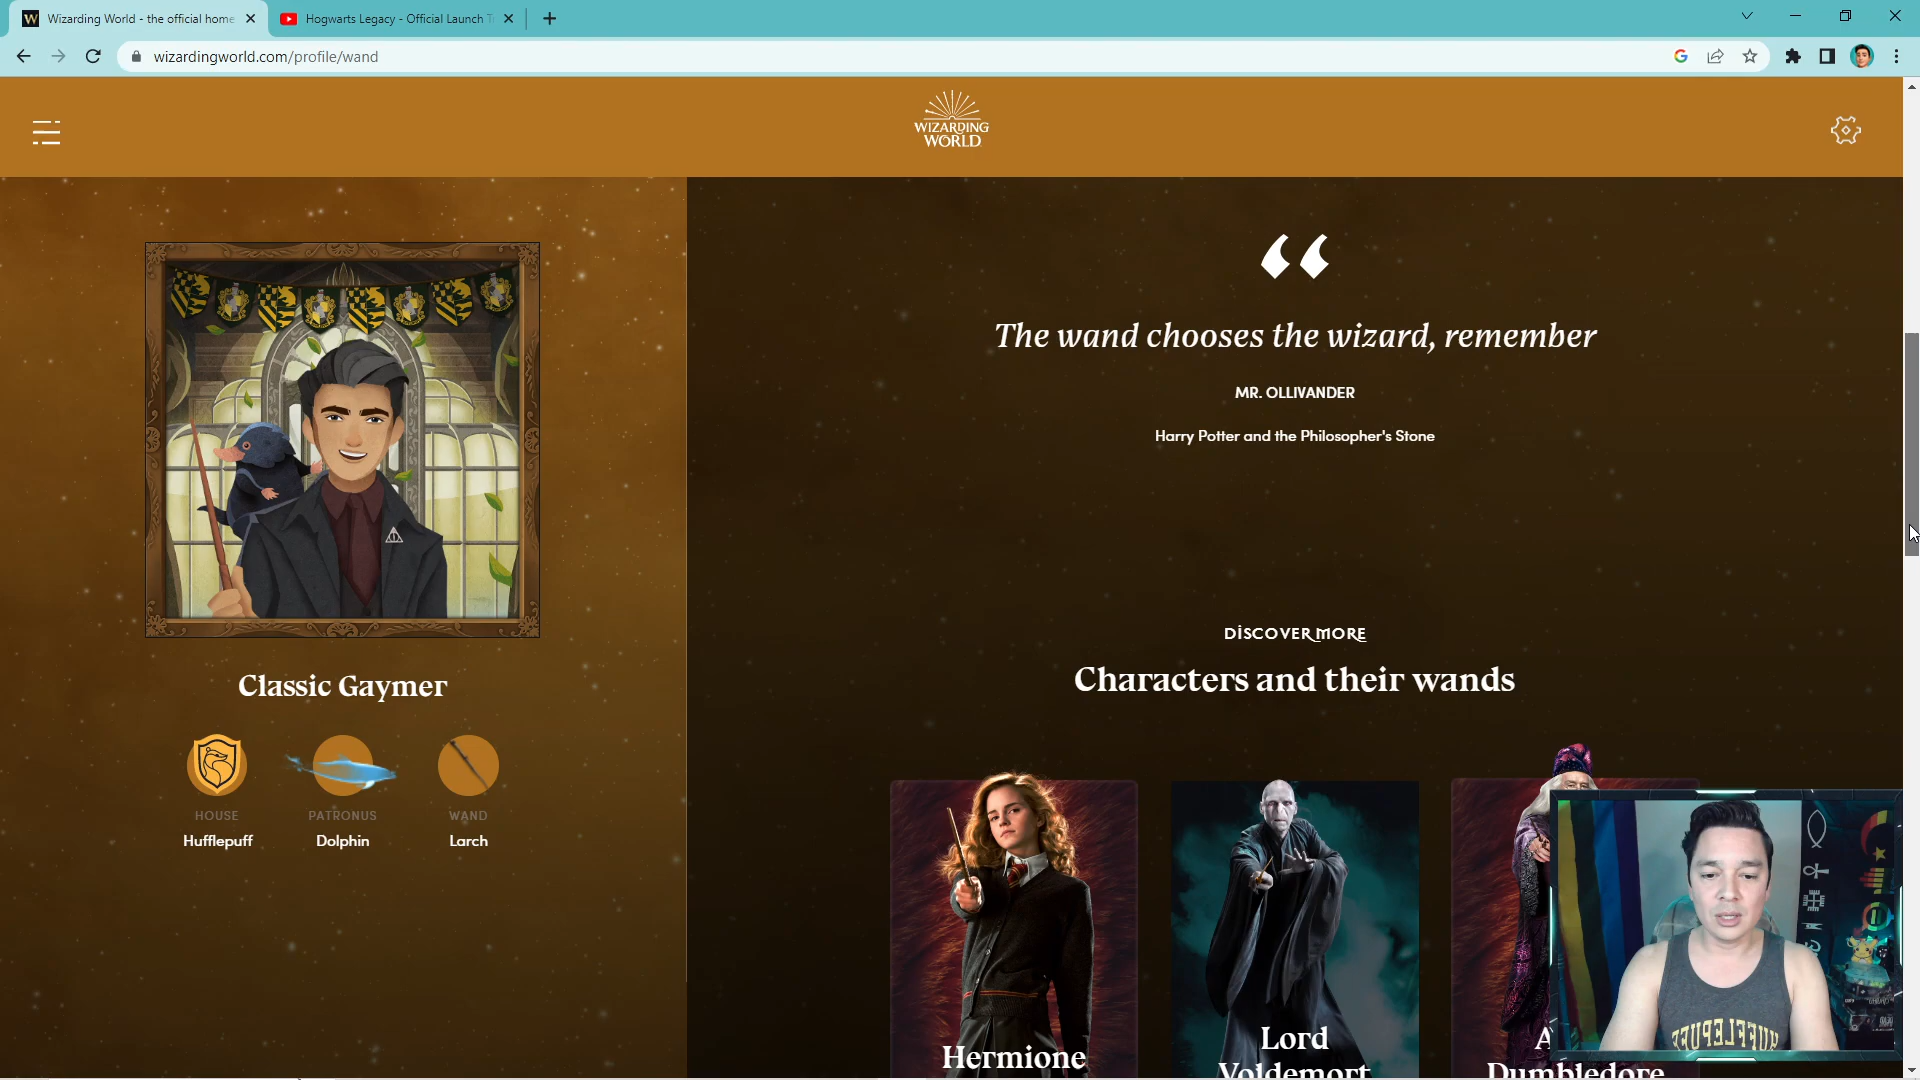 Wizarding World - the official home
Hogwarts Legacy - Official Launch T
wizardingworld.com/profile/wand
WIZARDING
WORLD
“
The wand chooses the wizard, remember
MR. OLLIVANDER
Harry Potter and the Philosopher's Stone
Classic Gaymer
HOUSE
Hufflepuff
PATRONUS
Dolphin
WAND
Larch
DISCOVER MORE
Characters and their wands
Hermione
Lord
Voldemort
A
Dumbledore
HUFFLEPUFF